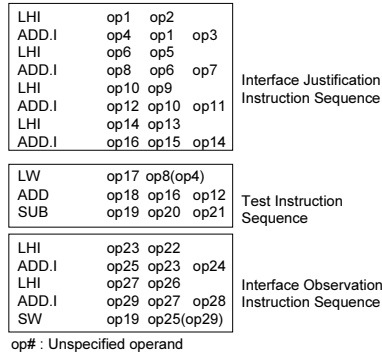 LHI op1 op2
ADD.I op4 op1 op3
LHI op6 op5
ADD.I op8 op6 op7
LHI op10 op9
ADD.I op12 op10 op11
LHI op14 op13
ADD.I op16 op15 op14
Interface Justification
Instruction Sequence
LW op17 op8(op4)
ADD op18 op16 op12
SUB op19 op20 op21
Test Instruction
Sequence
LHI op23 op22
ADD.I op25 op23 op24
LHI op27 op26
ADD.I op29 op27 op28
SW op19 op25(op29)
Interface Observation
Instruction Sequence
op# : Unspecified operand